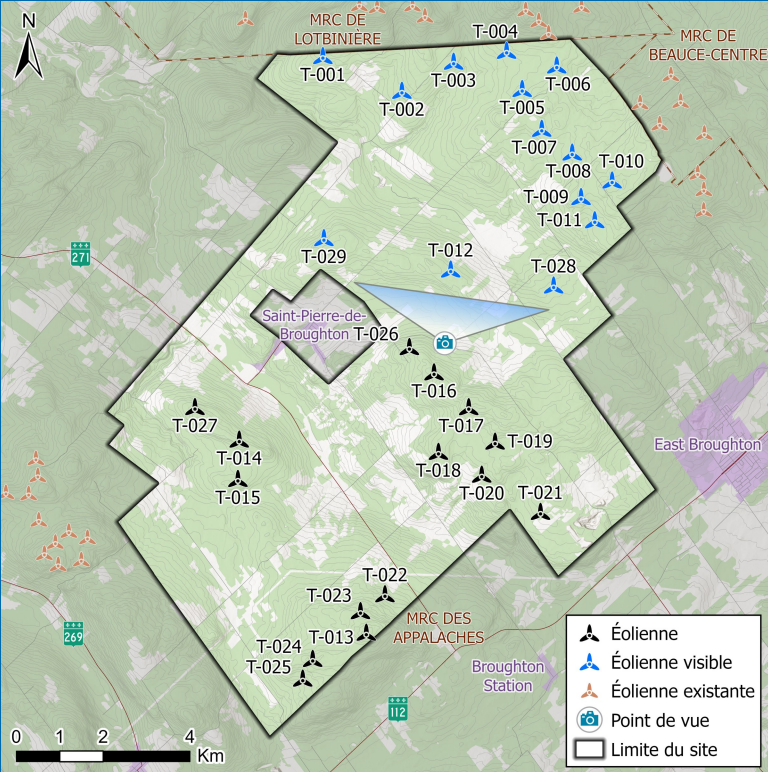 N
MRC DE
LOTBINIÈRE
MRC DE
BEAUCE-CENTRE
T-004
T-001
T-003
T-006
T-002
T-005
T-007
T-008
T-010
T-009
T-011
271
T-029
T-012
T-028
Saint-Pierre-de-
Broughton
T-026
T-016
T-027
T-017
T-014
T-019
East Broughton
T-018
T-015
T-020
T-021
T-022
T-023
269
T-013
MRC DES
APPALACHES
T-024
T-025
Broughton
Station
112
Éolienne
Éolienne visible
Éolienne existante
Point de vue
Limite du site
0 1 2 4
Km